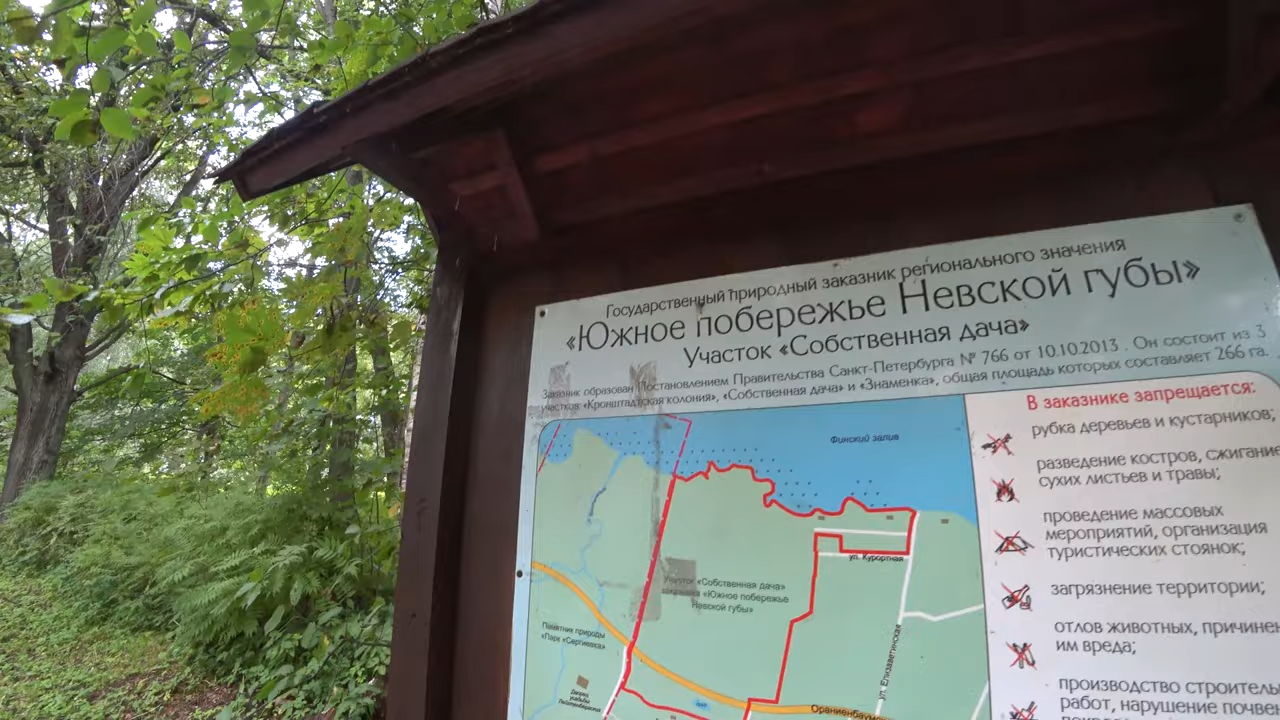 Государственный природный заказник регионального значения
«Южное побережье Невской губы»
Участок «Собственная дача»
Заказник образован Постановлением Правительства Санкт-Петербурга № 766 от 10.10.2013 . Он состоит из 3
участков «Кронштадтская колония», «Собственная дача» и «Знаменка», общая площадь которых составляет 266 га.
Финский залив
ул. Курортная
Участок «Собственная дача»
заказника «Южное побережье
Невской губы»
Памятник природы
«Парк «Сергиевка»
ул. Елизаветинская
Дворец
усадьбы
Ораниенбаумс
В заказнике запрещается:
рубка деревьев и кустарников;
разведение костров, сжигание
сухих листьев и травы;
проведение массовых
мероприятий, организация
туристических стоянок;
загрязнение территории;
отлов животных, причинен
им вреда;
производство строитель
работ, нарушение почвен